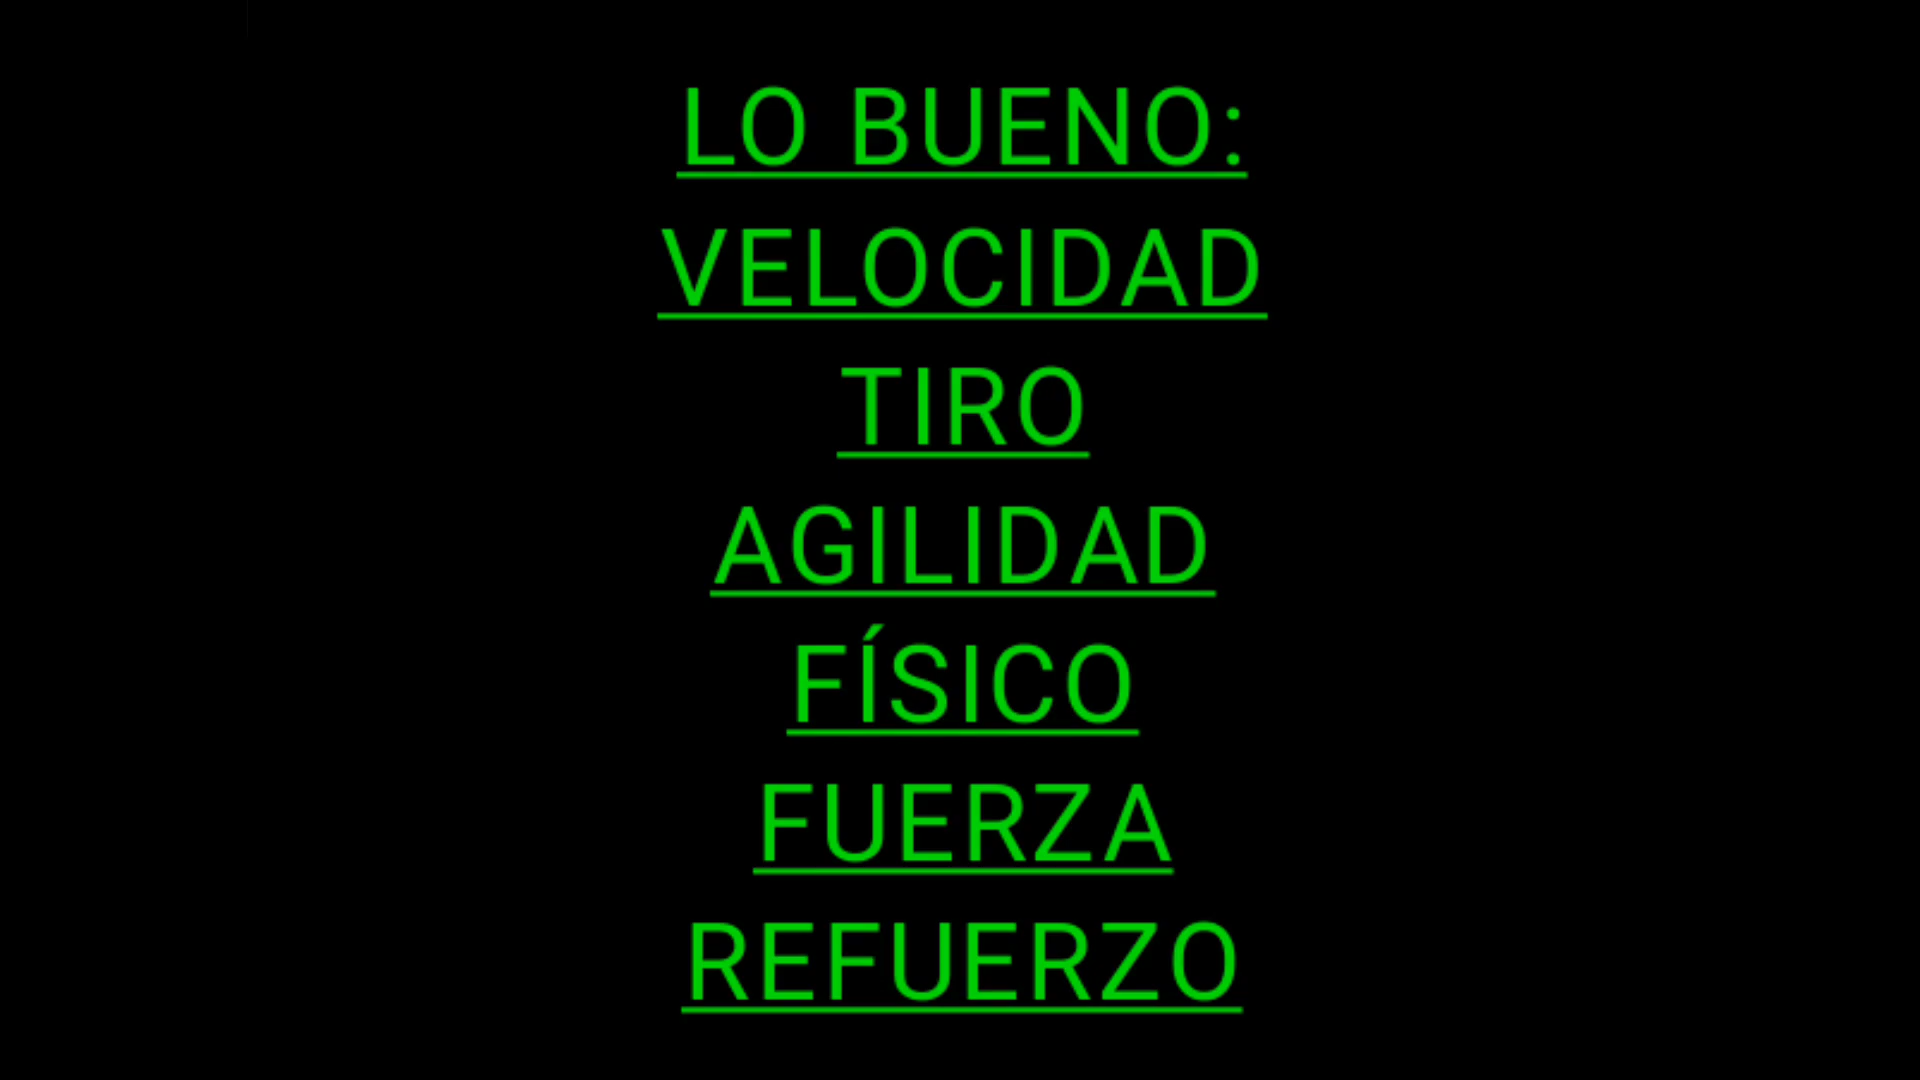 LO BUENO:
VELOCIDAD
TIRO
AGILIDAD
FÍSICO
FUERZA
REFUERZO